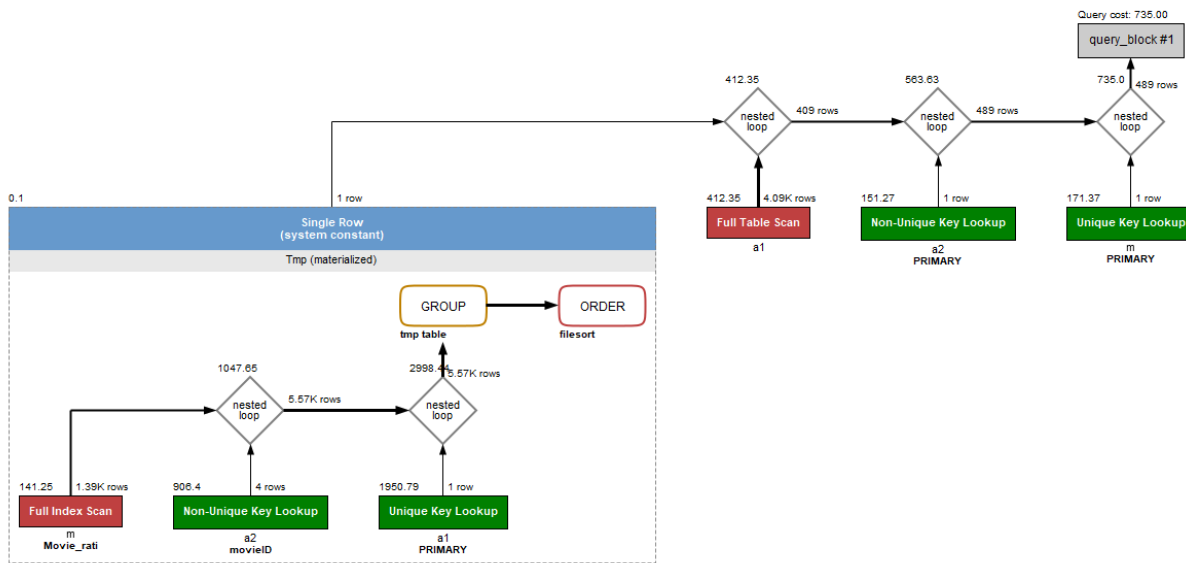 Query cost: 735.00
query_block #1
412.35
563.63
735.0
489 rows
nested
loop
409 rows
nested
loop
489 rows
nested
loop
0.1
1 row
412.35
4.09K rows
151.27
1 row
171.37
1 row
Single Row
(system constant)
Full Table Scan
Non-Unique Key Lookup
Unique Key Lookup
a1
a2
m
PRIMARY
PRIMARY
Tmp (materialized)
GROUP
ORDER
tmp table
filesort
1047.65
2998.44
5.57K rows
nested
loop
5.57K rows
nested
loop
141.25
1.39K rows
906.4
4 rows
1950.79
1 row
Full Index Scan
Non-Unique Key Lookup
Unique Key Lookup
m
a2
a1
Movie_rati
movieID
PRIMARY